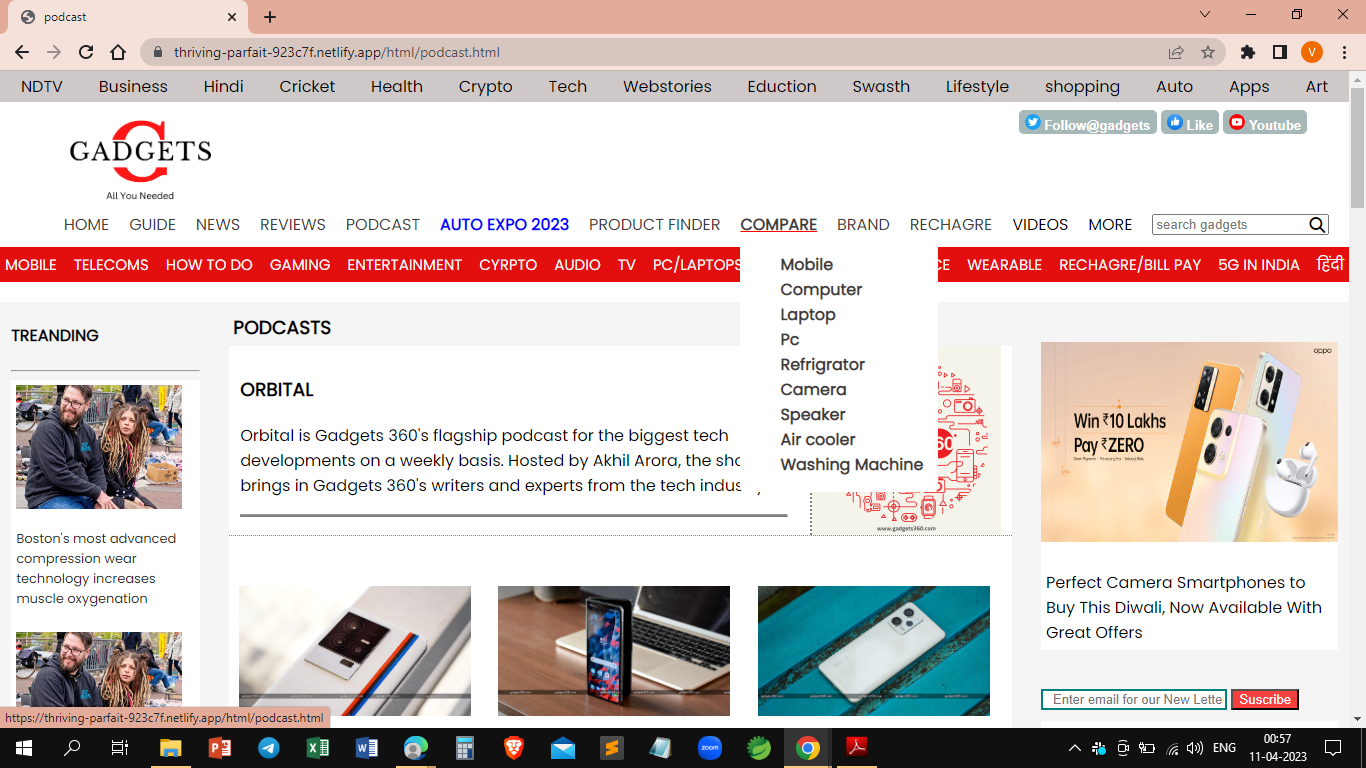 podcast
thriving-parfait-923c7f.netlify.app/html/podcast.html
V
NDTV Business Hindi Cricket Health Crypto Tech Webstories Eduction Swasth Lifestyle shopping Auto Apps Art
Follow@gadgets Like Youtube
G
GADGETS
All You Needed
HOME GUIDE NEWS REVIEWS PODCAST AUTO EXPO 2023 PRODUCT FINDER COMPARE BRAND RECHAGRE VIDEOS MORE search gadgets
MOBILE TELECOMS HOW TO DO GAMING ENTERTAINMENT CYRPTO AUDIO TV PC/LAPTOPS CE WEARABLE RECHAGRE/BILL PAY 5G IN INDIA हिंदी
Mobile
Computer
Laptop
Pc
Refrigrator
Camera
Speaker
Air cooler
Washing Machine
TREANDING
Boston's most advanced
compression wear
technology increases
muscle oxygenation
PODCASTS
ORBITAL
Orbital is Gadgets 360's flagship podcast for the biggest tech
developments on a weekly basis. Hosted by Akhil Arora, the sho
brings in Gadgets 360's writers and experts from the tech indus
60
www.gadgets360.com
oppo
Win ₹10 Lakhs
Pay ₹ZERO
Perfect Camera Smartphones to
Buy This Diwali, Now Available With
Great Offers
Enter email for our New Lette Suscribe
https://thriving-parfait-923c7f.netlify.app/html/podcast.html
zoom
ENG
00:57
11-04-2023